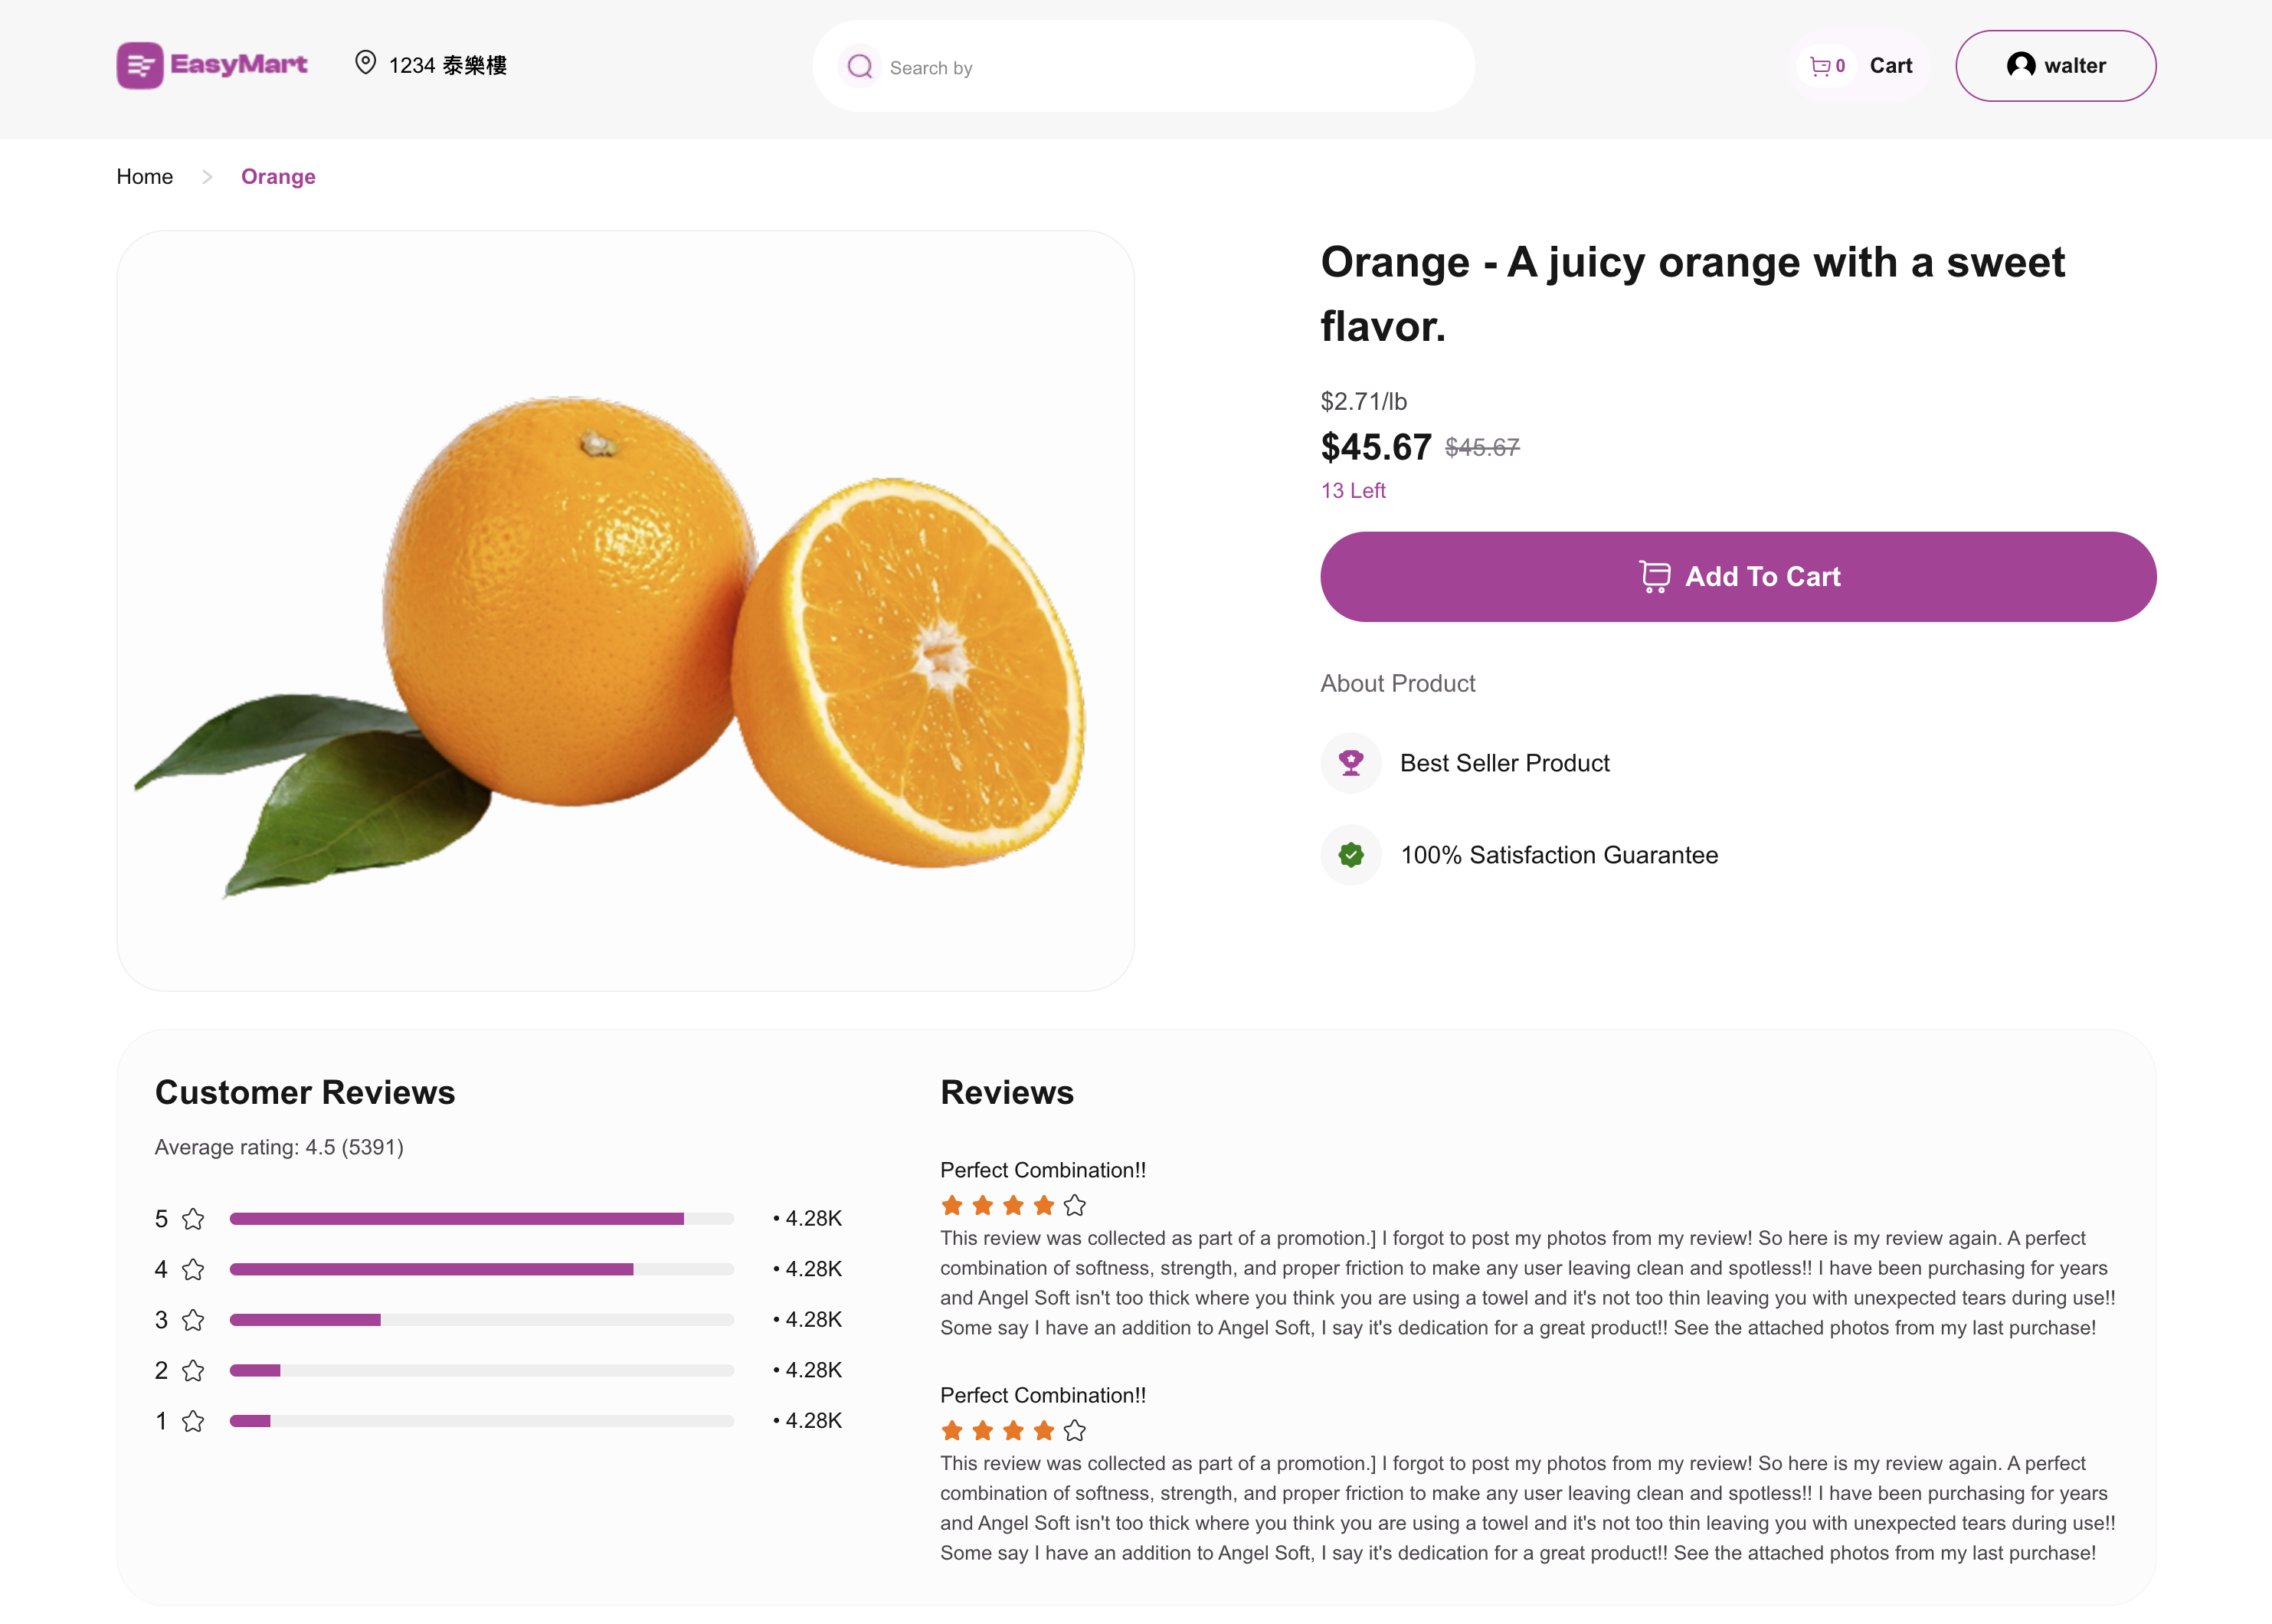 EasyMart
1234 泰樂樓
Search by
0 Cart
walter
Home > Orange
Orange - A juicy orange with a sweet
flavor.
$2.71/lb
$45.67 $45.67
13 Left
Add To Cart
About Product
Best Seller Product
100% Satisfaction Guarantee
Customer Reviews
Average rating: 4.5 (5391)
5 • 4.28K
4 • 4.28K
3 • 4.28K
2 • 4.28K
1 • 4.28K
Reviews
Perfect Combination!!
This review was collected as part of a promotion.] I forgot to post my photos from my review! So here is my review again. A perfect
combination of softness, strength, and proper friction to make any user leaving clean and spotless!! I have been purchasing for years
and Angel Soft isn't too thick where you think you are using a towel and it's not too thin leaving you with unexpected tears during use!!
Some say I have an addition to Angel Soft, I say it's dedication for a great product!! See the attached photos from my last purchase!
Perfect Combination!!
This review was collected as part of a promotion.] I forgot to post my photos from my review! So here is my review again. A perfect
combination of softness, strength, and proper friction to make any user leaving clean and spotless!! I have been purchasing for years
and Angel Soft isn't too thick where you think you are using a towel and it's not too thin leaving you with unexpected tears during use!!
Some say I have an addition to Angel Soft, I say it's dedication for a great product!! See the attached photos from my last purchase!